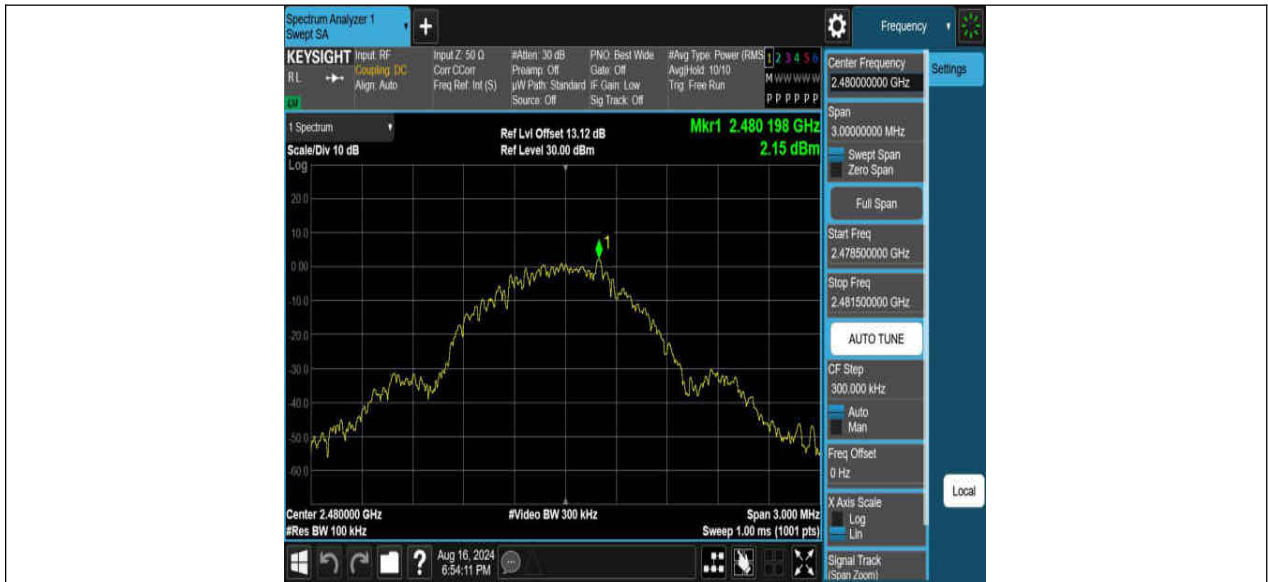 Spectrum Analyzer 1
Swept SA
+
Frequency
KEYSIGHT
RL
LXI
Input: RF
Coupling: DC
Align: Auto
Input Z: 50 Ω
Corr CCorr
Freq Ref: Int (S)
#Atten: 30 dB
Preamp: Off
µW Path: Standard
Source: Off
PNO: Best Wide
Gate: Off
IF Gain: Low
Sig Track: Off
#Avg Type: Power (RMS
Avg|Hold: 10/10
Trig: Free Run
1 2 3 4 5 6
M W W W W W
P P P P P P
1 Spectrum
Scale/Div 10 dB
Log
Ref Lvl Offset 13.12 dB
Ref Level 30.00 dBm
Mkr1 2.480 198 GHz
2.15 dBm
20.0
10.0
0.00
-10.0
-20.0
-30.0
-40.0
-50.0
-60.0
1
Center 2.480000 GHz
#Res BW 100 kHz
#Video BW 300 kHz
Span 3.000 MHz
Sweep 1.00 ms (1001 pts)
?
Aug 16, 2024
6:54:11 PM
Center Frequency
2.480000000 GHz
Settings
Span
3.00000000 MHz
Swept Span
Zero Span
Full Span
Start Freq
2.478500000 GHz
Stop Freq
2.481500000 GHz
AUTO TUNE
CF Step
300.000 kHz
Auto
Man
Freq Offset
0 Hz
X Axis Scale
Log
Lin
Signal Track
(Span Zoom)
Local